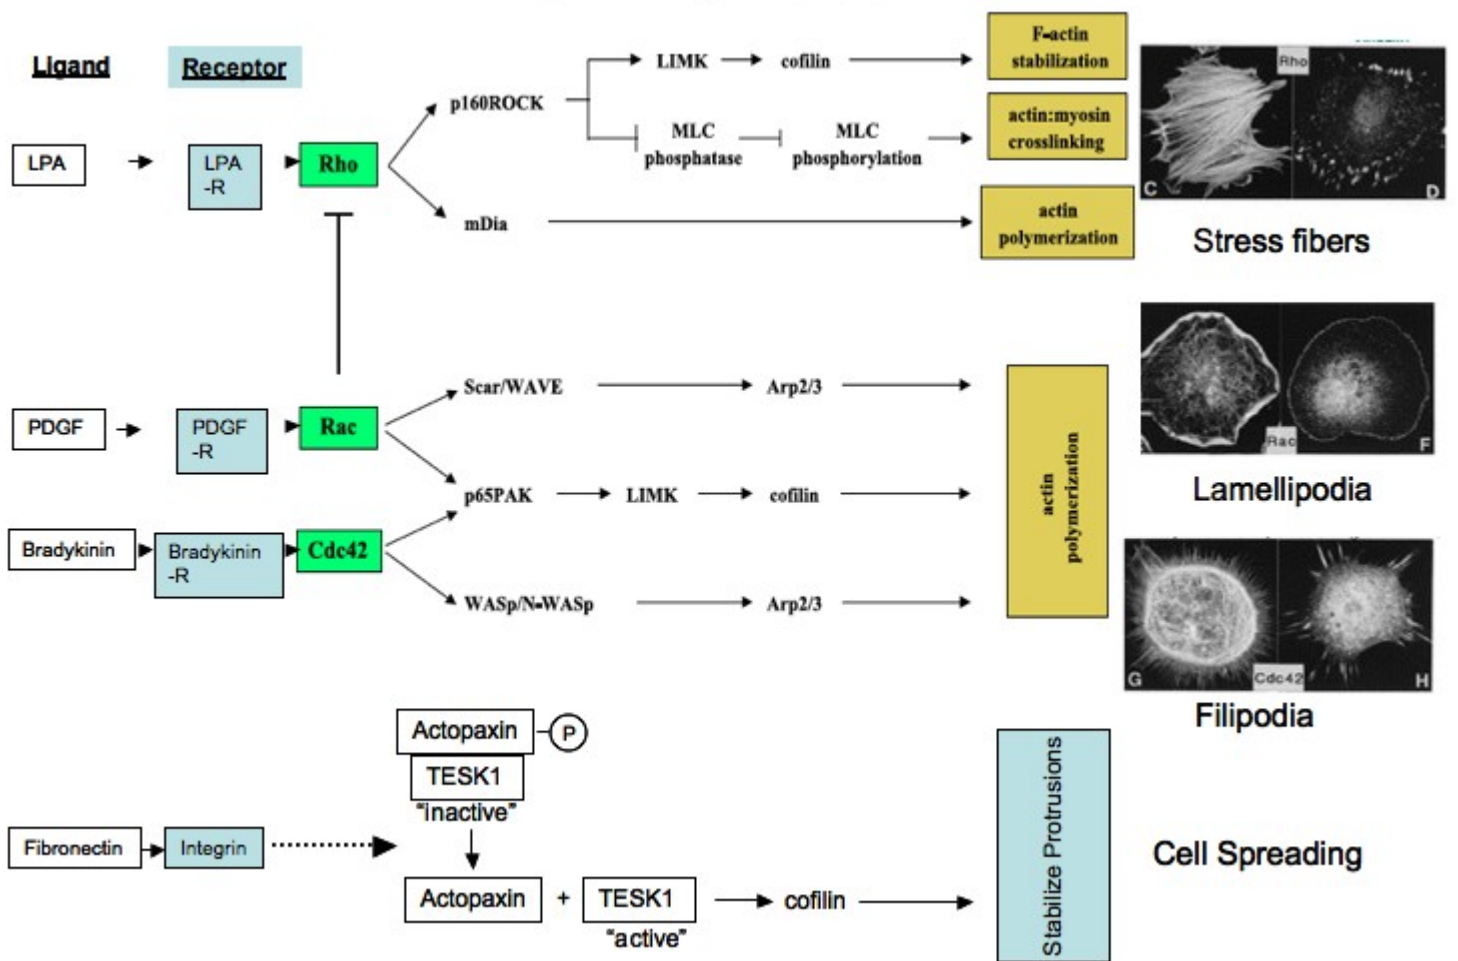 Ligand
Receptor
LPA
LPA
-R
Rho
p160ROCK
LIMK
cofilin
F-actin
stabilization
MLC
phosphatase
MLC
phosphorylation
actin:myosin
crosslinking
mDia
actin
polymerization
Rho
C
D
Stress fibers
PDGF
PDGF
-R
Rac
Scar/WAVE
Arp2/3
p65PAK
LIMK
cofilin
actin
polymerization
Rac
F
Lamellipodia
Bradykinin
Bradykinin
-R
Cdc42
WASp/N-WASp
Arp2/3
G
Cdc42
H
Filipodia
Actopaxin
P
TESK1
“inactive”
Fibronectin
Integrin
Actopaxin
+
TESK1
“active”
cofilin
Stabilize Protrusions
Cell Spreading